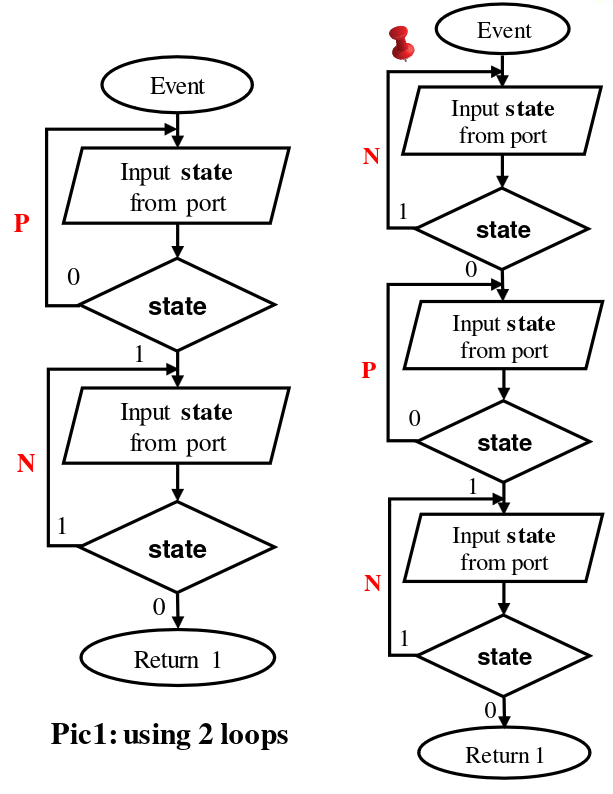 Event
Input state
from port
P
0
state
1
Input state
from port
N
1
state
0
Return 1
Pic1: using 2 loops
Event
Input state
from port
N
1
state
0
Input state
from port
P
0
state
1
Input state
from port
N
1
state
0
Return 1